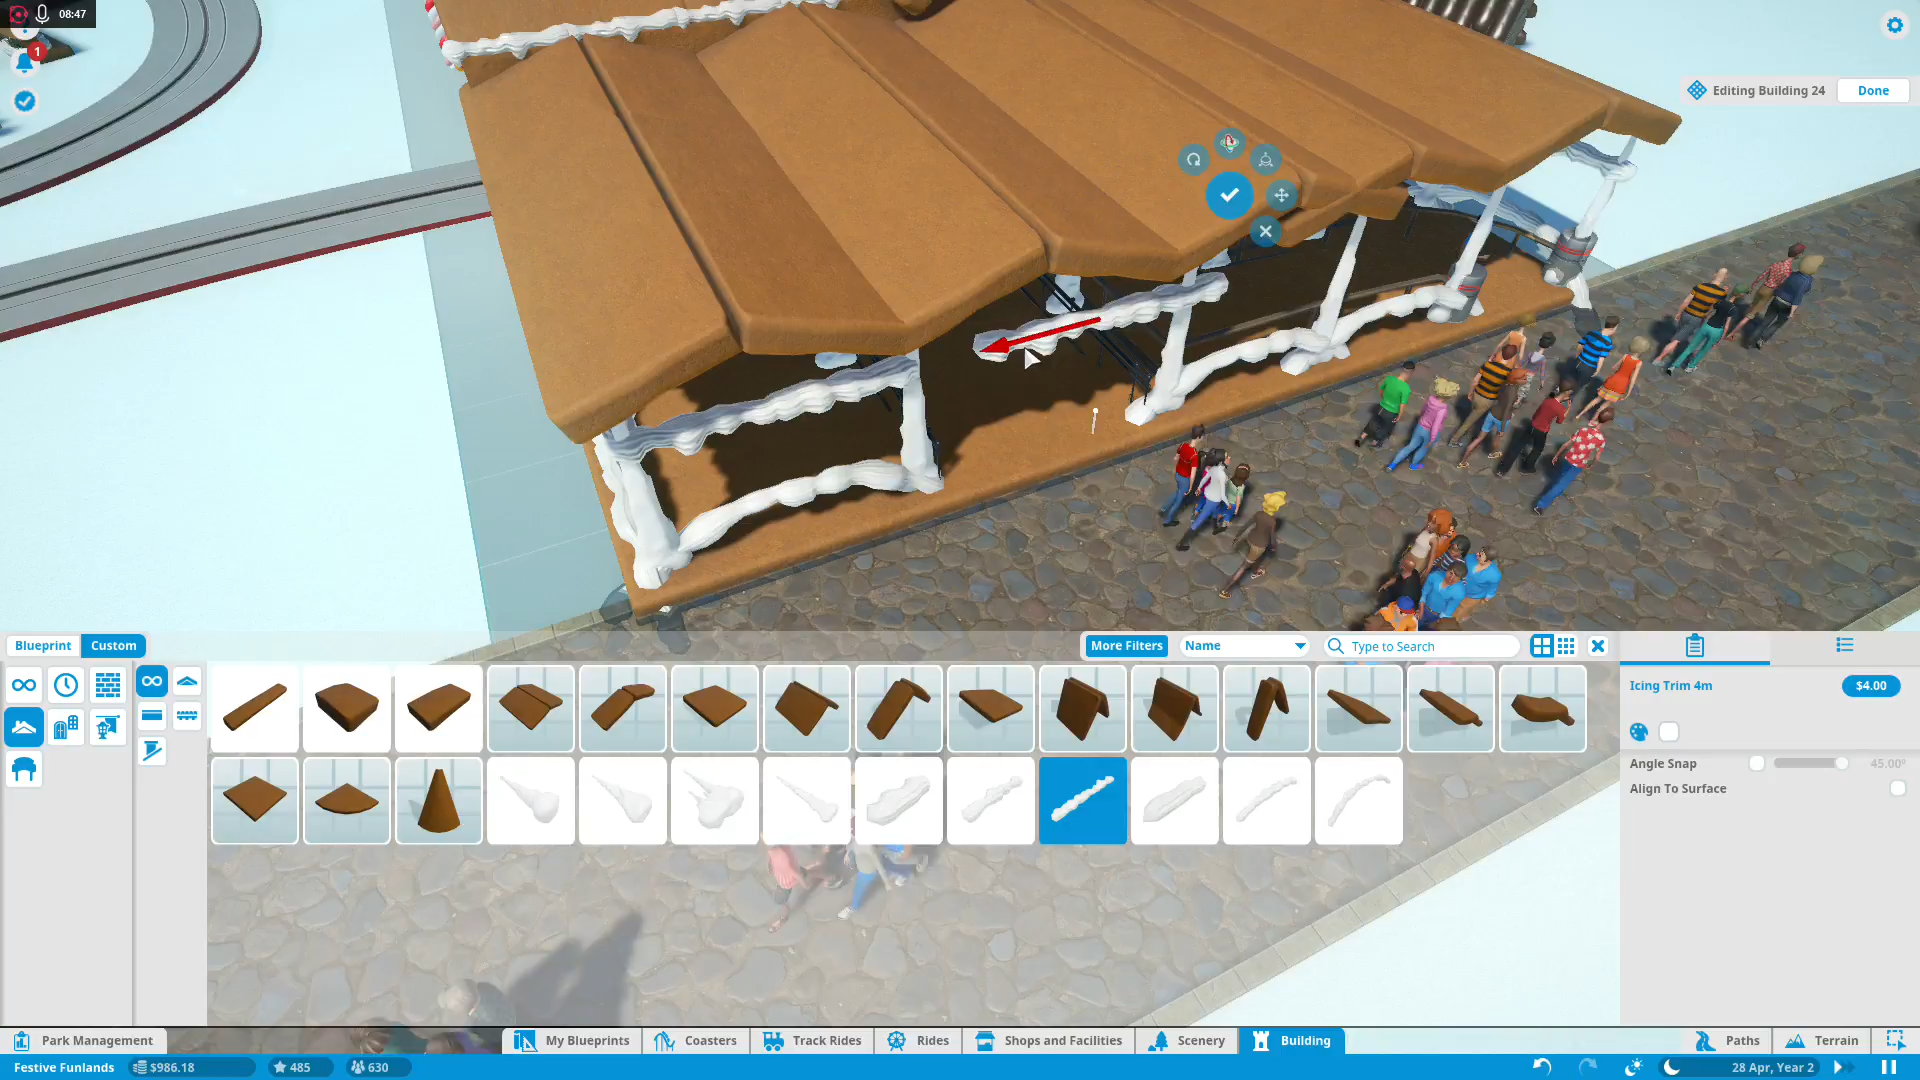 08:47
1
Editing Building 24
Done
Blueprint
Custom
More Filters
Name
Type to Search
Icing Trim 4m
$4.00
Angle Snap
45.00°
Align To Surface
Park Management
My Blueprints
Coasters
Track Rides
Rides
Shops and Facilities
Scenery
Building
Paths
Terrain
Festive Funlands
$986.18
485
630
28 Apr, Year 2